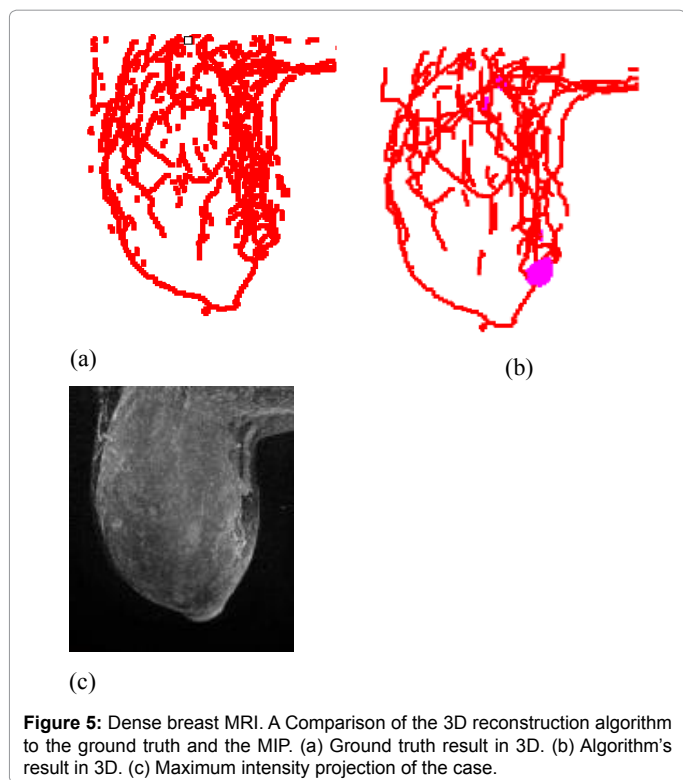 (a)
(b)
(c)
Figure 5: Dense breast MRI. A Comparison of the 3D reconstruction algorithm
to the ground truth and the MIP. (a) Ground truth result in 3D. (b) Algorithm's
result in 3D. (c) Maximum intensity projection of the case.